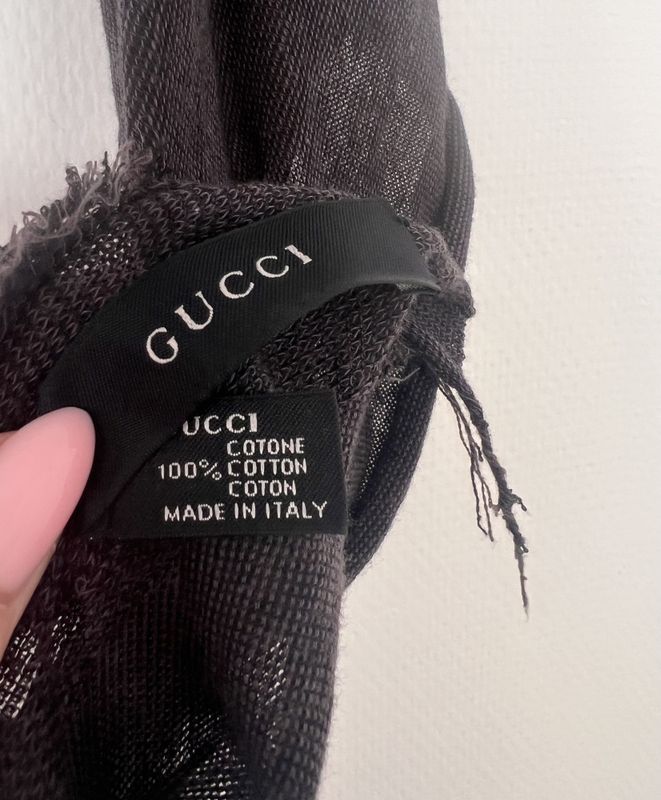 GUCCI
UCCI
COTONE
100% COTTON
COTON
MADE IN ITALY